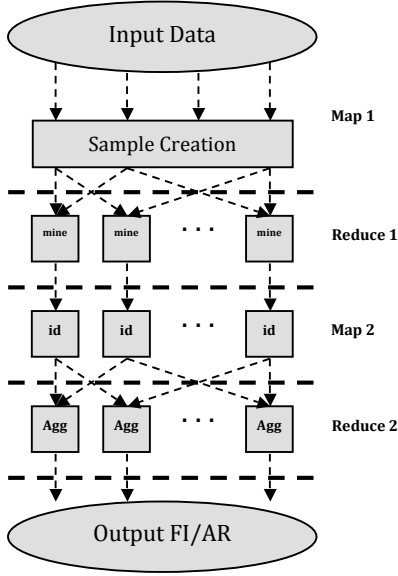 Input Data
Map 1
Sample Creation
mine mine . . . mine
Reduce 1
id id . . . id
Map 2
Agg Agg . . . Agg
Reduce 2
Output FI/AR